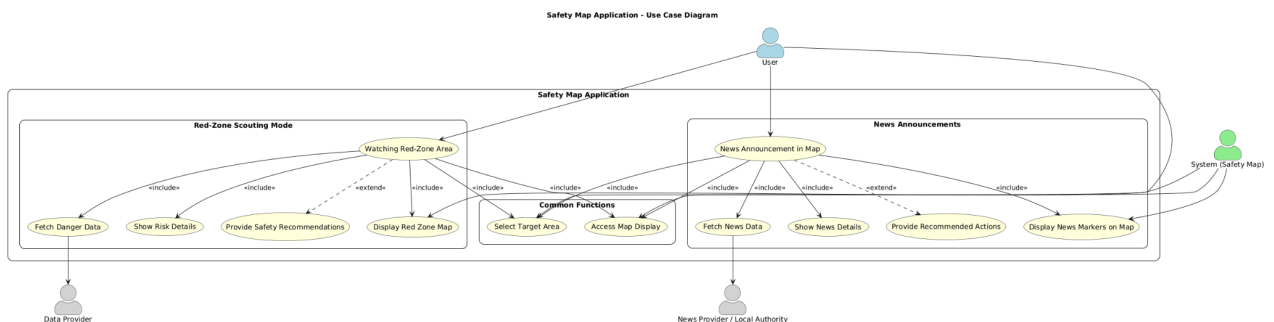 Safety Map Application - Use Case Diagram
User
Safety Map Application
Red-Zone Scouting Mode
News Announcements
Watching Red-Zone Area
News Announcement in Map
System (Safety Map)
«include»
«include»
«extend»
«include»
«include»
«include»
«include»
«include»
«include»
«include»
«extend»
«include»
Common Functions
Fetch Danger Data
Show Risk Details
Provide Safety Recommendations
Display Red Zone Map
Select Target Area
Access Map Display
Fetch News Data
Show News Details
Provide Recommended Actions
Display News Markers on Map
Data Provider
News Provider / Local Authority